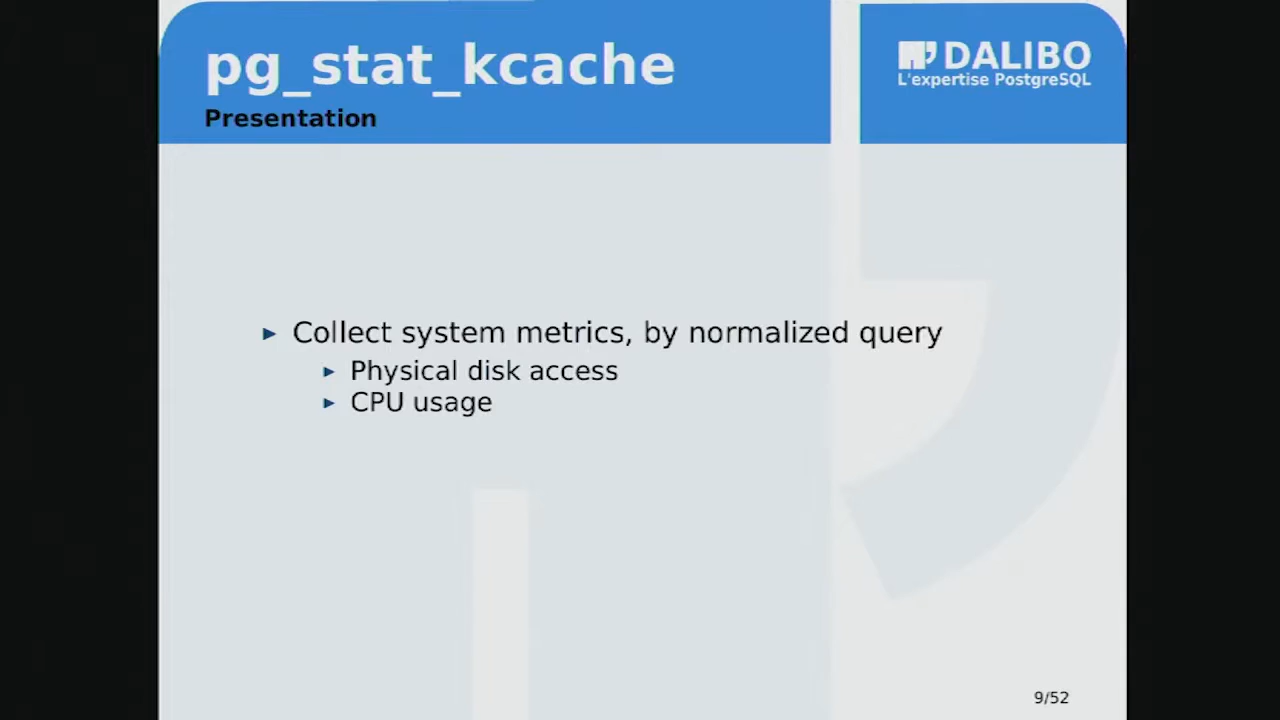 pg_stat_kcache
Presentation
DALIBO
L'expertise PostgreSQL
► Collect system metrics, by normalized query
► Physical disk access
► CPU usage
9/52